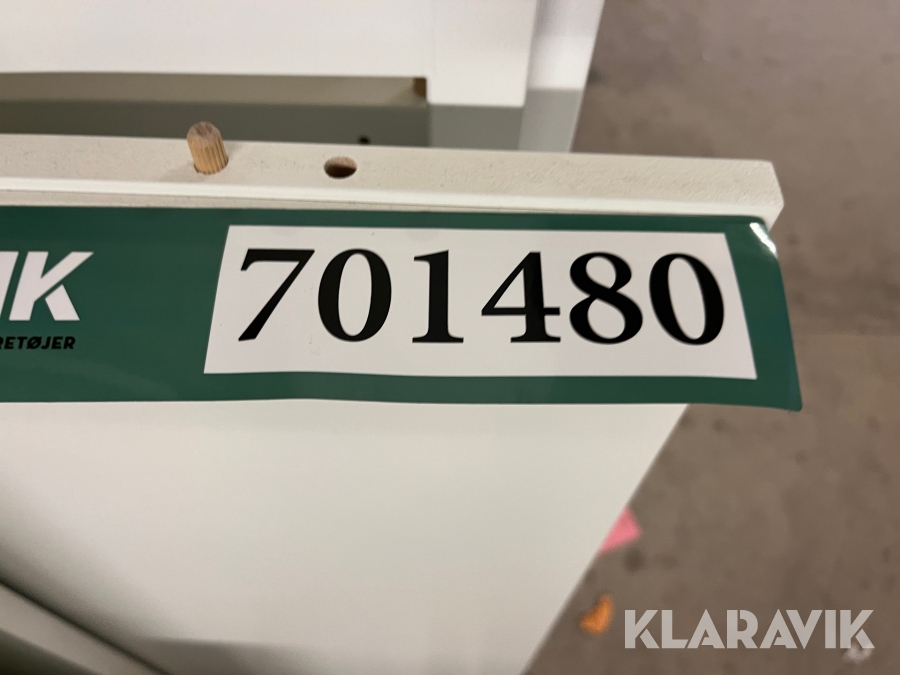 701480
IK
RETØJER
KLARAVIK